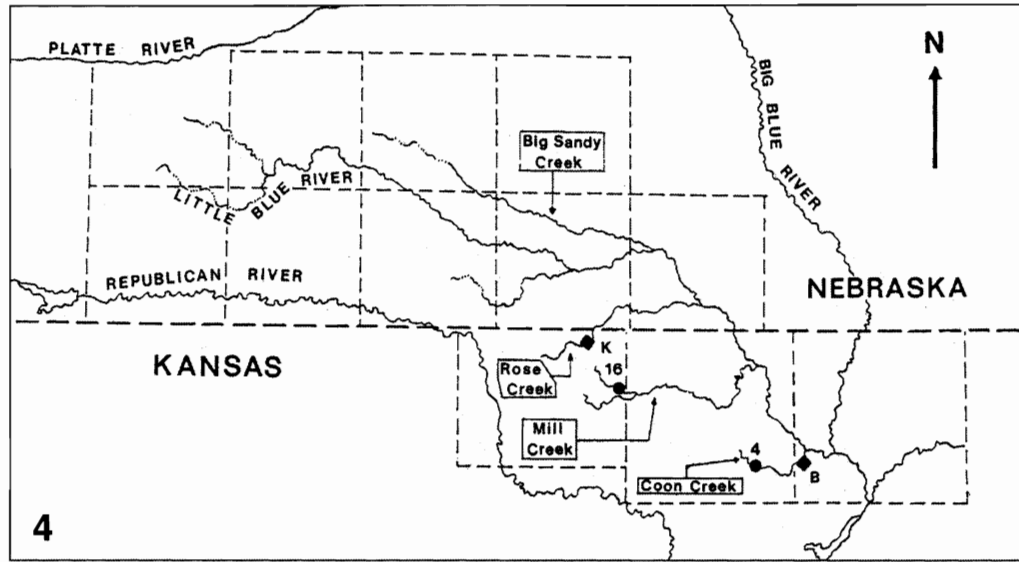 PLATTE RIVER
N
BIG BLUE RIVER
Big Sandy
Creek
LITTLE BLUE RIVER
REPUBLICAN RIVER
NEBRASKA
KANSAS
K
Rose
Creek
16
Mill
Creek
4
Coon Creek
B
4